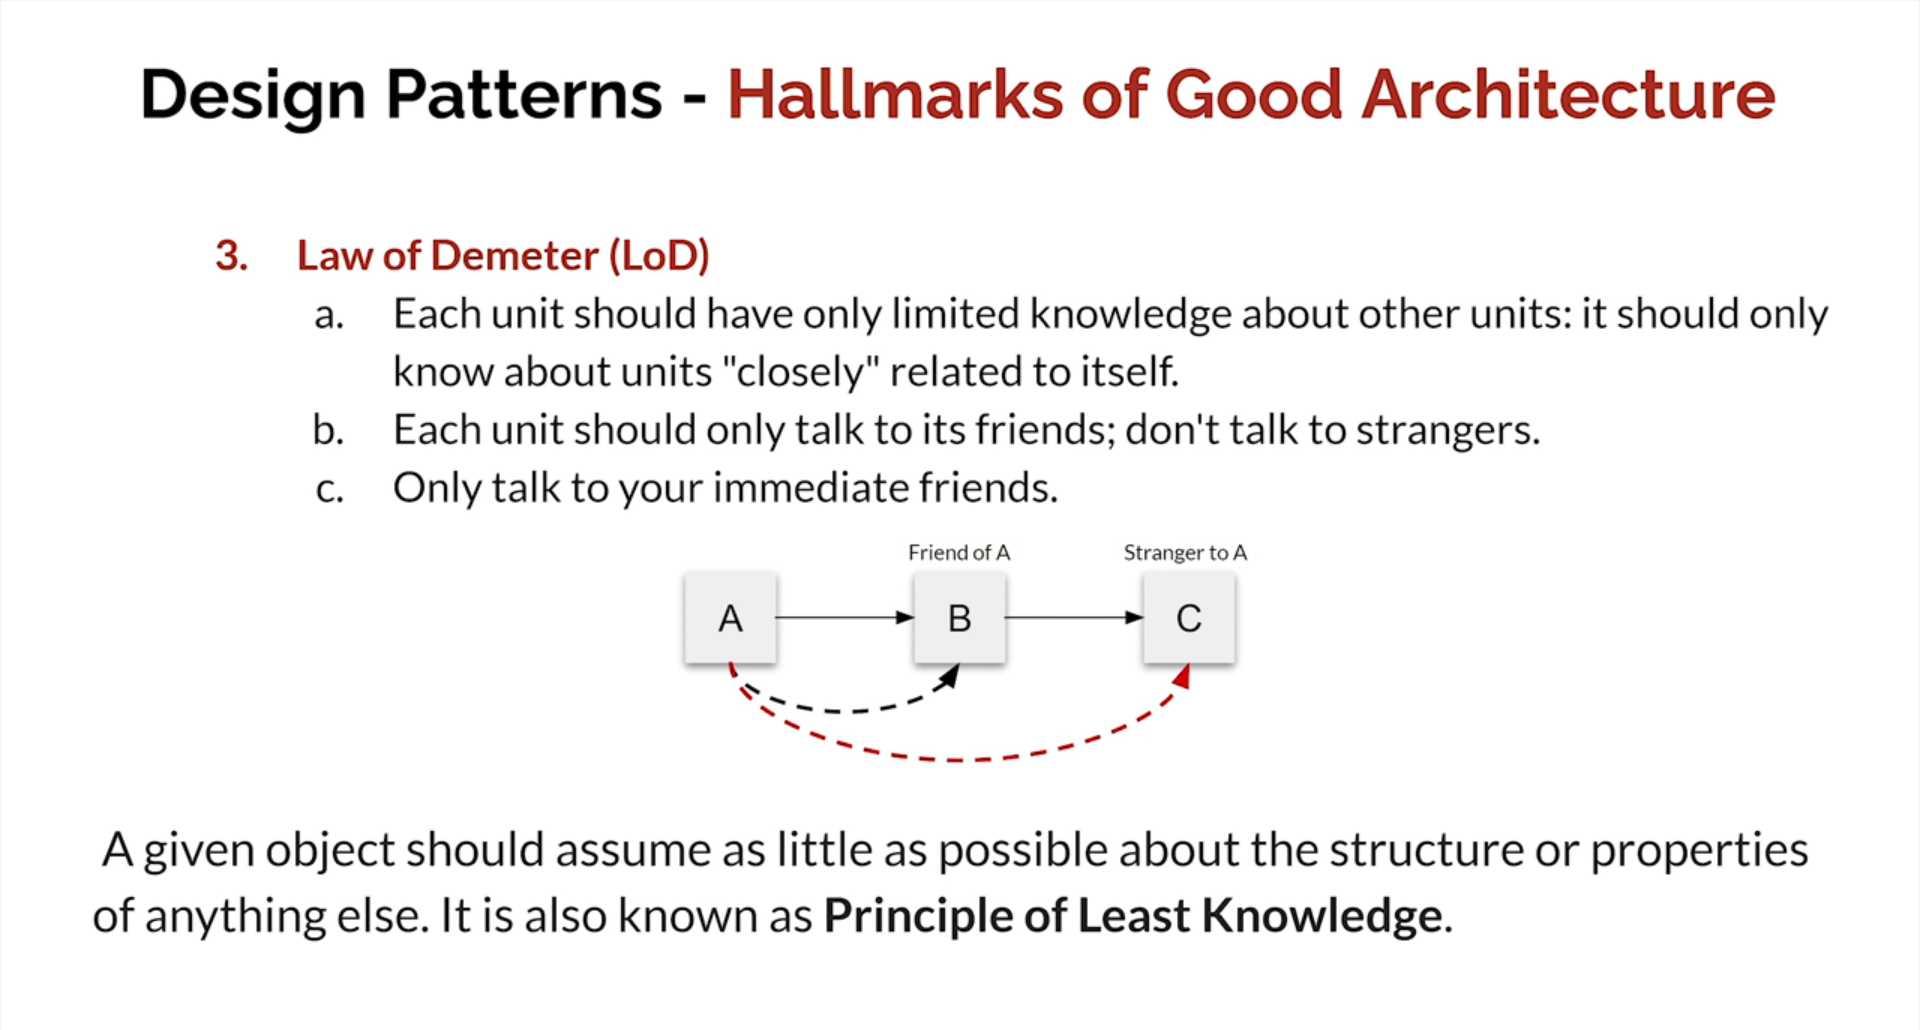 Design Patterns - Hallmarks of Good Architecture
3. Law of Demeter (LoD)
a. Each unit should have only limited knowledge about other units: it should only
know about units "closely" related to itself.
b. Each unit should only talk to its friends; don't talk to strangers.
c. Only talk to your immediate friends.
Friend of A Stranger to A
A B C
A given object should assume as little as possible about the structure or properties
of anything else. It is also known as Principle of Least Knowledge.